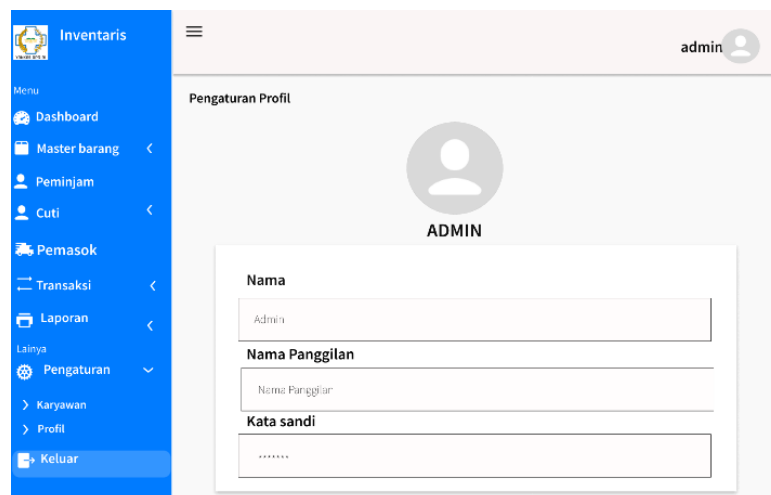 Inventaris
admin
Menu
Dashboard
Master barang
Peminjam
Cuti
Pemasok
Transaksi
Laporan
Lainya
Pengaturan
Karyawan
Profil
Keluar
Pengaturan Profil
ADMIN
Nama
Admin
Nama Panggilan
Nama Panggilan
Kata sandi
*******